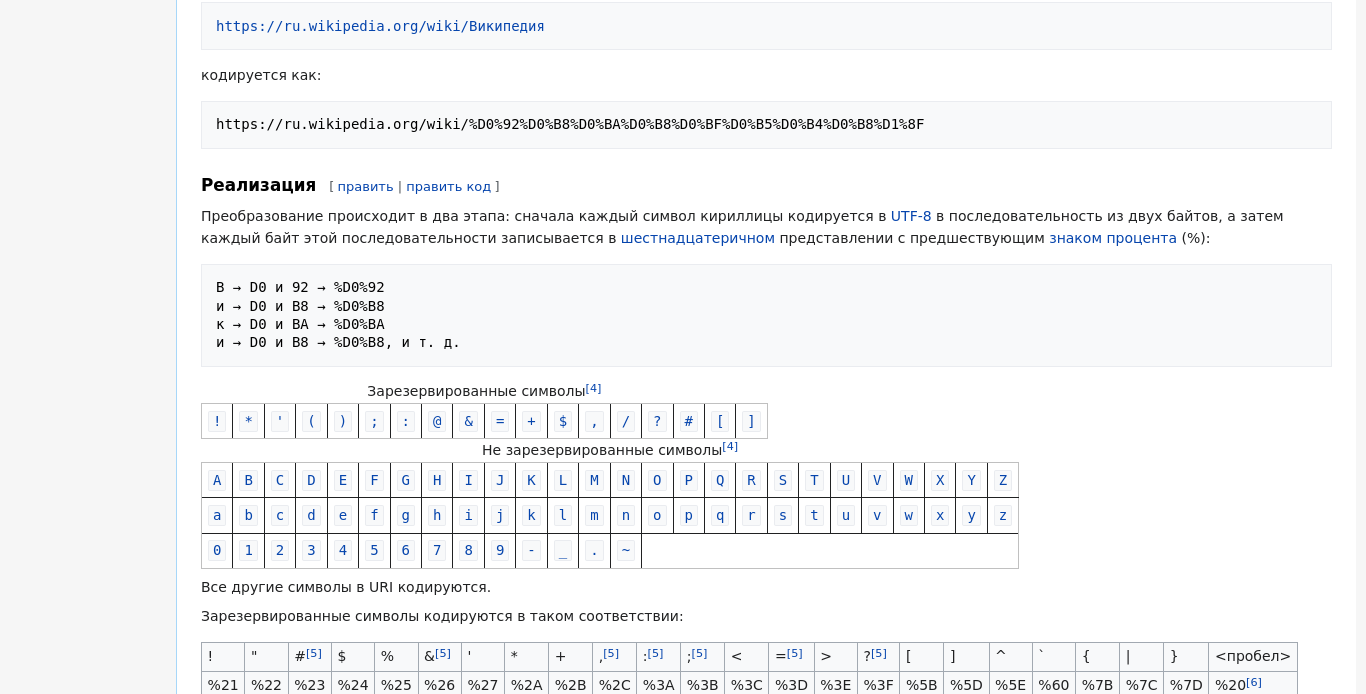 https://ru.wikipedia.org/wiki/Википедия
кодируется как:
https://ru.wikipedia.org/wiki/%D0%92%D0%B8%D0%BA%D0%B8%D0%BF%D0%B5%D0%B4%D0%B8%D1%8F
Реализация [ править | править код ]
Преобразование происходит в два этапа: сначала каждый символ кириллицы кодируется в UTF-8 в последовательность из двух байтов, а затем
каждый байт этой последовательности записывается в шестнадцатеричном представлении с предшествующим знаком процента (%):
В → D0 и 92 → %D0%92
и → D0 и B8 → %D0%B8
к → D0 и BA → %D0%BA
и → D0 и B8 → %D0%B8, и т. д.
Зарезервированные символы[4]
! * ' ( ) ; : @ & = + $ , / ? # [ ]
Не зарезервированные символы[4]
A B C D E F G H I J K L M N O P Q R S T U V W X Y Z
a b c d e f g h i j k l m n o p q r s t u v w x y z
0 1 2 3 4 5 6 7 8 9 - _ . ~
Все другие символы в URI кодируются.
Зарезервированные символы кодируются в таком соответствии:
! " #[5] $ % &[5] ' * + ,[5] :[5] ;[5] < =[5] > ?[5] [ ] ^ ` { | } <пробел>
%21 %22 %23 %24 %25 %26 %27 %2A %2B %2C %3A %3B %3C %3D %3E %3F %5B %5D %5E %60 %7B %7C %7D %20[6]